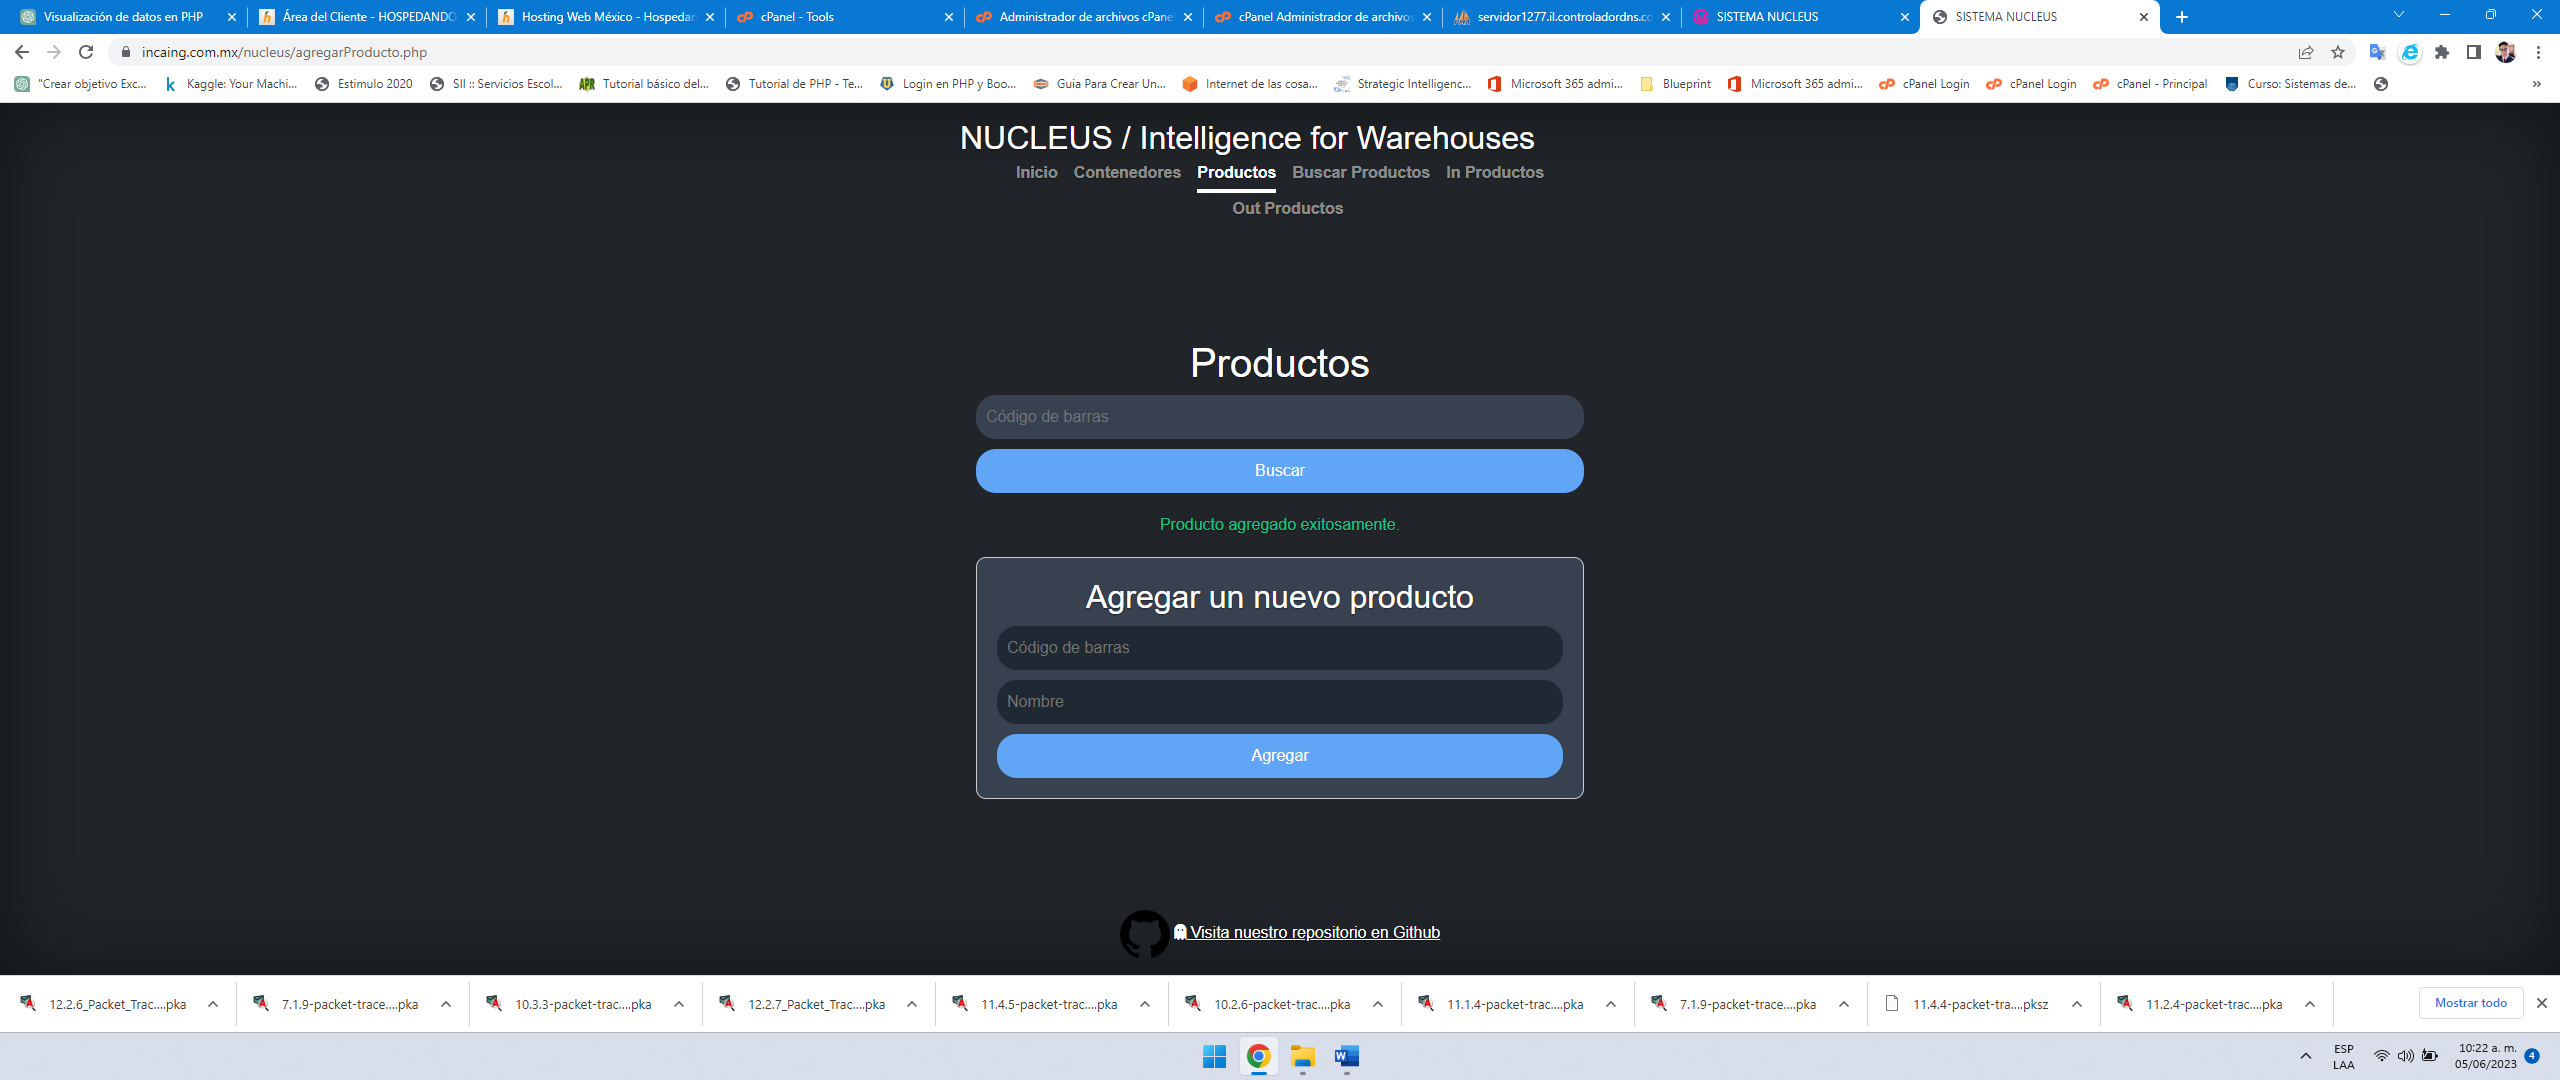 Visualización de datos en PHP
Área del Cliente - HOSPEDANDO
Hosting Web México - Hospedan
cPanel - Tools
Administrador de archivos cPane
cPanel Administrador de archivos
servidor1277.il.controladordns.co
SISTEMA NUCLEUS
SISTEMA NUCLEUS
incaing.com.mx/nucleus/agregarProducto.php
"Crear objetivo Exc...
Kaggle: Your Machi...
Estimulo 2020
SII :: Servicios Escol...
Tutorial básico del...
Tutorial de PHP - Te...
Login en PHP y Boo...
Guia Para Crear Un...
Internet de las cosa...
Strategic Intelligenc...
Microsoft 365 admi...
Blueprint
Microsoft 365 admi...
cPanel Login
cPanel Login
cPanel - Principal
Curso: Sistemas de...
»
NUCLEUS / Intelligence for Warehouses
Inicio Contenedores Productos Buscar Productos In Productos
Out Productos
Productos
Código de barras
Buscar
Producto agregado exitosamente.
Agregar un nuevo producto
Código de barras
Nombre
Agregar
Visita nuestro repositorio en Github
12.2.6_Packet_Trac....pka
7.1.9-packet-trace....pka
10.3.3-packet-trac....pka
12.2.7_Packet_Trac....pka
11.4.5-packet-trac....pka
10.2.6-packet-trac....pka
11.1.4-packet-trac....pka
7.1.9-packet-trace....pka
11.4.4-packet-tra....pksz
11.2.4-packet-trac....pka
Mostrar todo
ESP
LAA
10:22 a. m.
05/06/2023
4